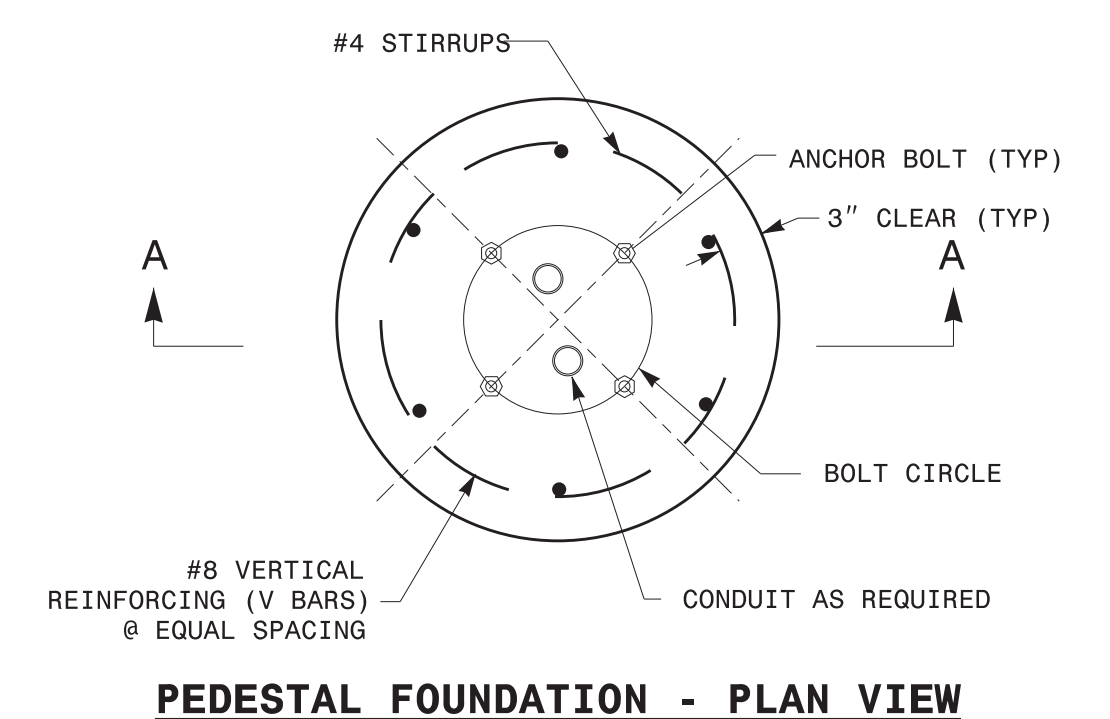 #4 STIRRUPS
ANCHOR BOLT (TYP)
3" CLEAR (TYP)
A
A
BOLT CIRCLE
#8 VERTICAL
REINFORCING (V BARS)
@ EQUAL SPACING
CONDUIT AS REQUIRED
PEDESTAL FOUNDATION - PLAN VIEW